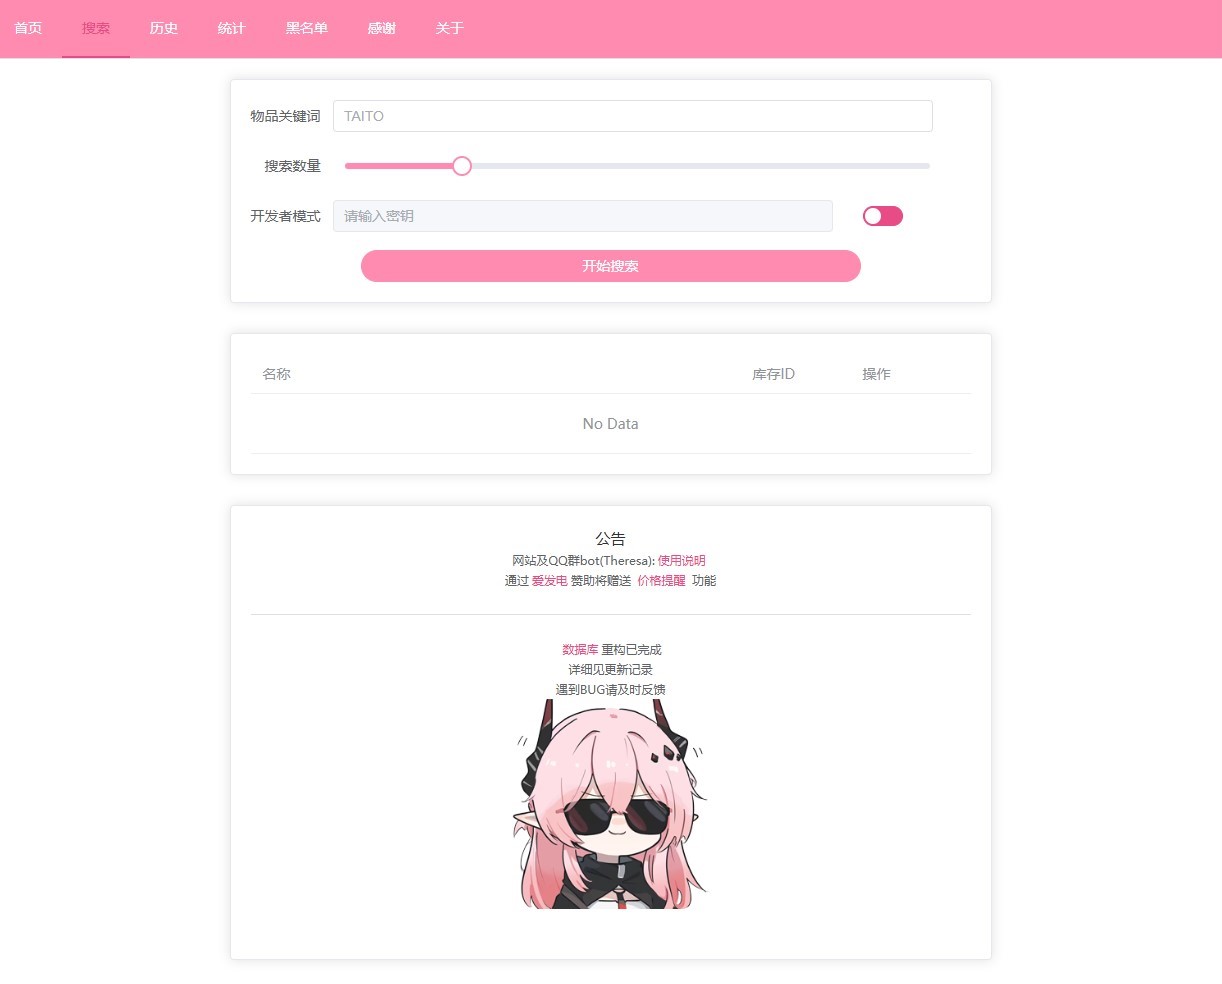 首页 搜索 历史 统计 黑名单 感谢 关于
物品关键词 TAITO
搜索数量
开发者模式 请输入密钥
开始搜索
名称 库存ID 操作
No Data
公告
网站及QQ群bot(Theresa): 使用说明
通过 爱发电 赞助将赠送 价格提醒 功能
数据库 重构已完成
详细见更新记录
遇到BUG请及时反馈